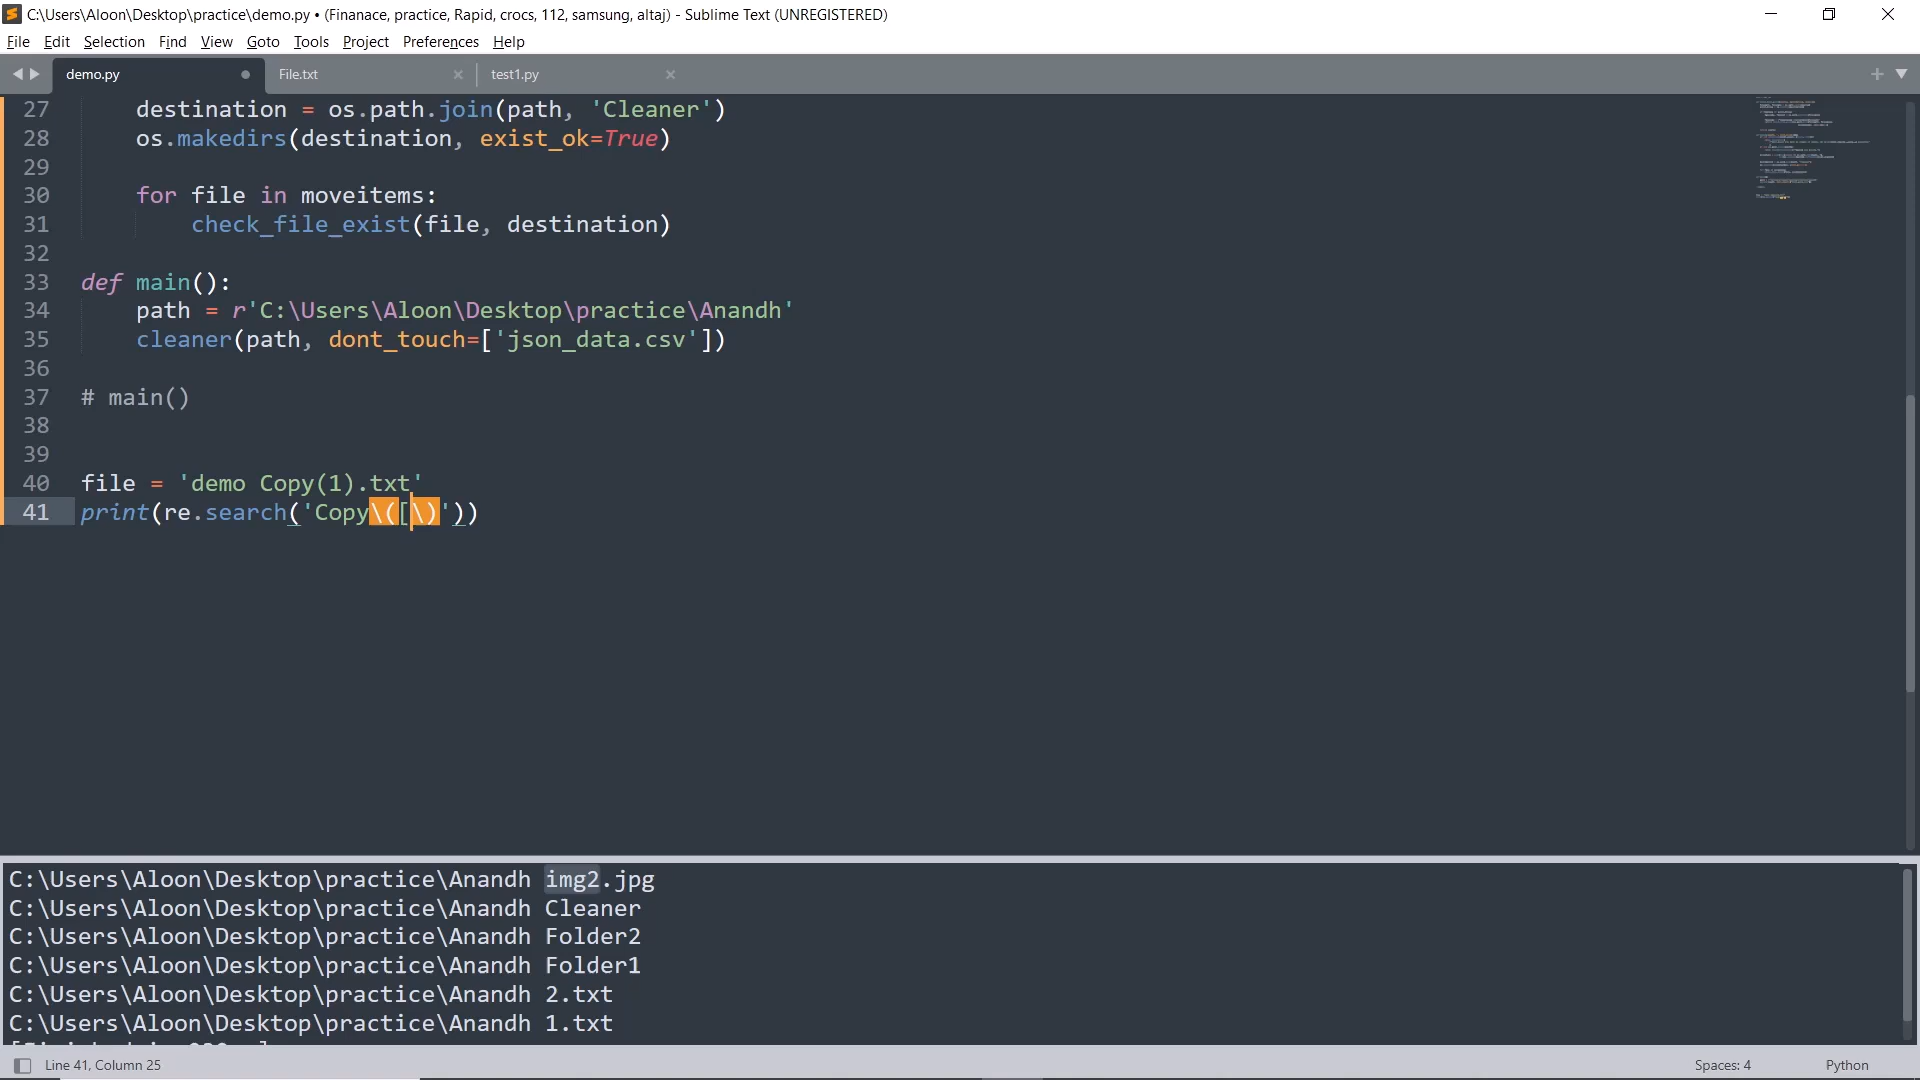 C:\Users\Aloon\Desktop\practice\demo.py • (Finanace, practice, Rapid, crocs, 112, samsung, altaj) - Sublime Text (UNREGISTERED)
File Edit Selection Find View Goto Tools Project Preferences Help
demo.py File.txt test1.py
27 destination = os.path.join(path, 'Cleaner')
28 os.makedirs(destination, exist_ok=True)
29
30 for file in moveitems:
31 check_file_exist(file, destination)
32
33 def main():
34 path = r'C:\Users\Aloon\Desktop\practice\Anandh'
35 cleaner(path, dont_touch=['json_data.csv'])
36
37 # main()
38
39
40 file = 'demo Copy(1).txt'
41 print(re.search('Copy\([\)'))
C:\Users\Aloon\Desktop\practice\Anandh img2.jpg
C:\Users\Aloon\Desktop\practice\Anandh Cleaner
C:\Users\Aloon\Desktop\practice\Anandh Folder2
C:\Users\Aloon\Desktop\practice\Anandh Folder1
C:\Users\Aloon\Desktop\practice\Anandh 2.txt
C:\Users\Aloon\Desktop\practice\Anandh 1.txt
Line 41, Column 25 Spaces: 4 Python